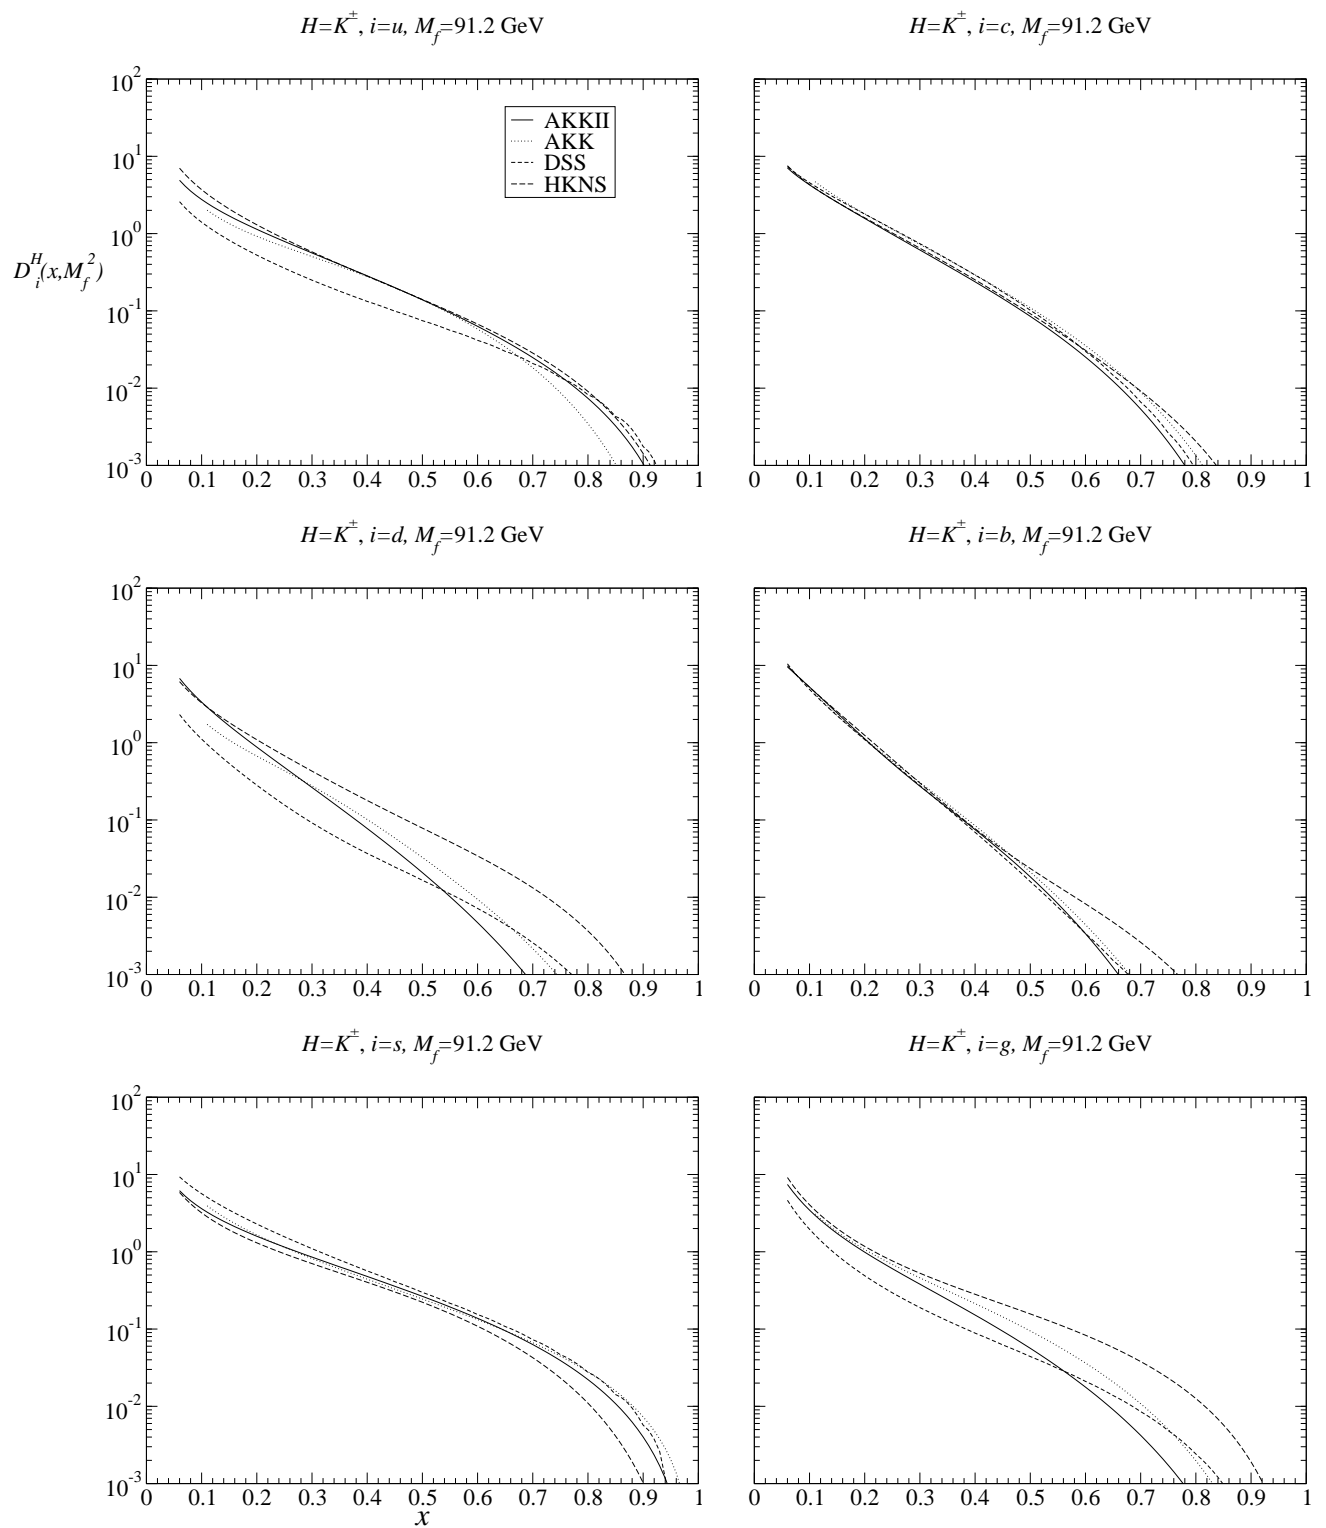 H=K±, i=u, M_f=91.2 GeV
H=K±, i=c, M_f=91.2 GeV
10^2
10^1
10^0
10^-1
10^-2
10^-3
D_i^H(x,M_f^2)
AKKII
AKK
DSS
HKNS
0 0.1 0.2 0.3 0.4 0.5 0.6 0.7 0.8 0.9 1
0 0.1 0.2 0.3 0.4 0.5 0.6 0.7 0.8 0.9 1
H=K±, i=d, M_f=91.2 GeV
H=K±, i=b, M_f=91.2 GeV
10^2
10^1
10^0
10^-1
10^-2
10^-3
0 0.1 0.2 0.3 0.4 0.5 0.6 0.7 0.8 0.9 1
0 0.1 0.2 0.3 0.4 0.5 0.6 0.7 0.8 0.9 1
H=K±, i=s, M_f=91.2 GeV
H=K±, i=g, M_f=91.2 GeV
10^2
10^1
10^0
10^-1
10^-2
10^-3
0 0.1 0.2 0.3 0.4 0.5 0.6 0.7 0.8 0.9 1
0 0.1 0.2 0.3 0.4 0.5 0.6 0.7 0.8 0.9 1
x